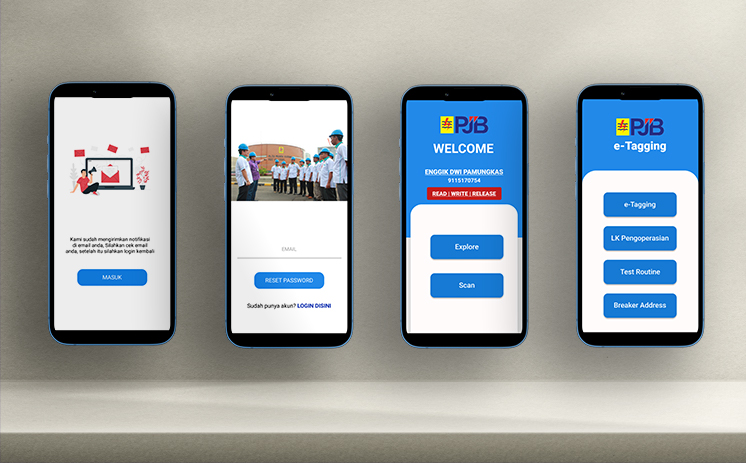 Kami sudah mengirimkan notifikasi
di email anda, Silahkan cek email
anda, setelah itu silahkan login kembali
MASUK
EMAIL
RESET PASSWORD
Sudah punya akun? LOGIN DISINI
PJB
WELCOME
ENGGIK DWI PAMUNGKAS
9115170754
READ | WRITE | RELEASE
Explore
Scan
PJB
e-Tagging
e-Tagging
LK Pengoperasian
Test Routine
Breaker Address